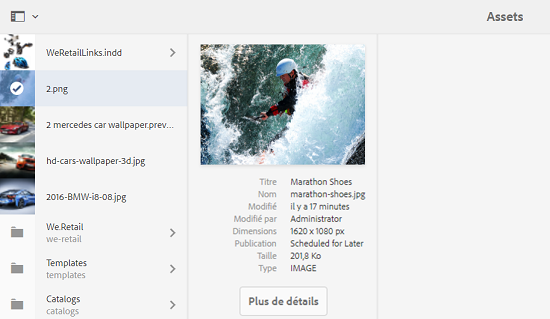 Assets
WeRetailLinks.indd
2.png
2 mercedes car wallpaper.prev...
hd-cars-wallpaper-3d.jpg
2016-BMW-i8-08.jpg
We.Retail
we-retail
Templates
templates
Catalogs
catalogs
Titre Marathon Shoes
Nom marathon-shoes.jpg
Modifié il y a 17 minutes
Modifié par Administrator
Dimensions 1620 x 1080 px
Publication Scheduled for Later
Taille 201,8 Ko
Type IMAGE
Plus de détails